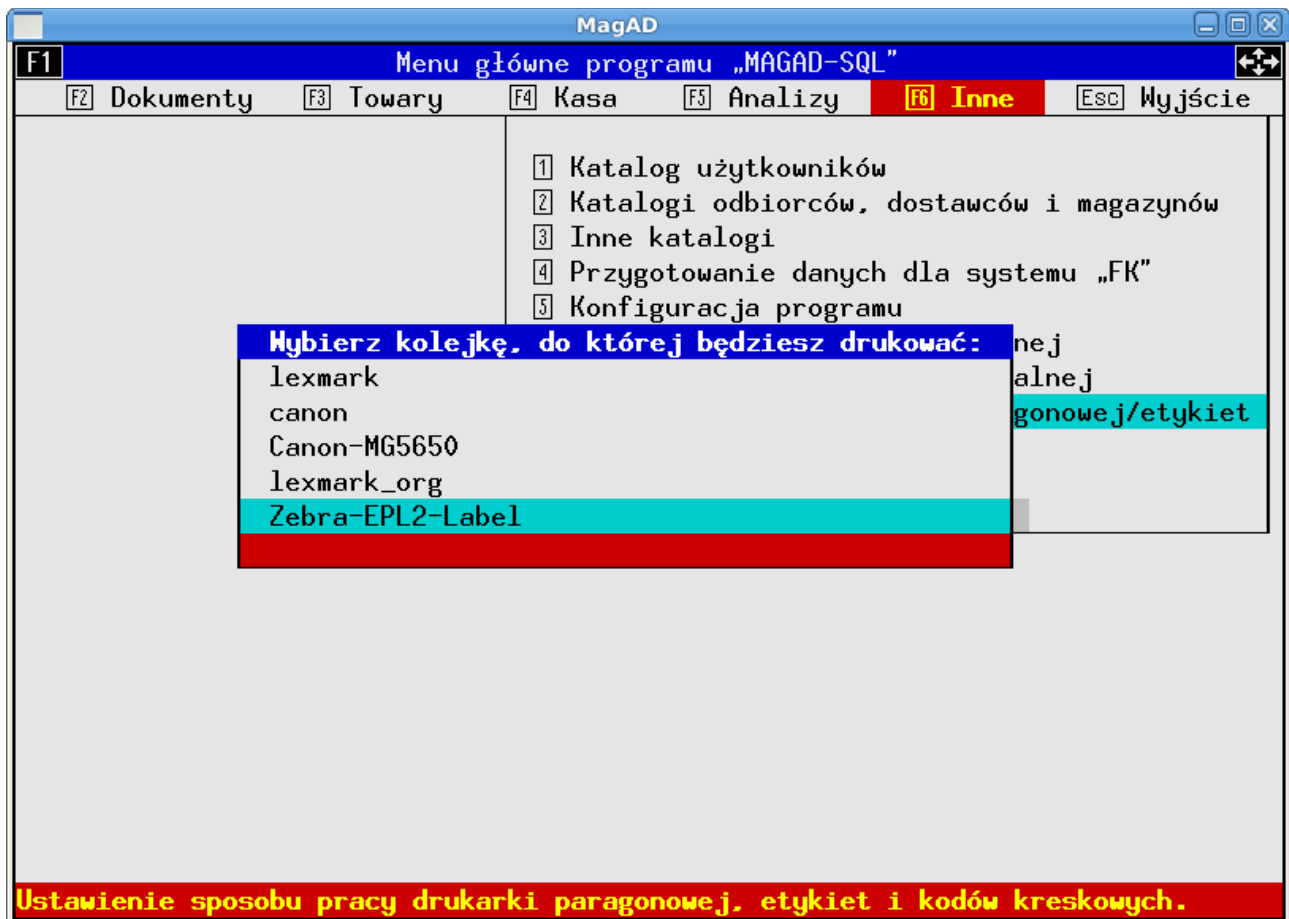 MagAD
F1 Menu główne programu „MAGAD-SQL”
F2 Dokumenty F3 Towary F4 Kasa F5 Analizy F6 Inne Esc Wyjście
1 Katalog użytkowników
2 Katalogi odbiorców, dostawców i magazynów
3 Inne katalogi
4 Przygotowanie danych dla systemu „FK”
5 Konfiguracja programu
Wybierz kolejkę, do której będziesz drukować: nej
lexmark alnej
canon gonowej/etykiet
Canon-MG5650
lexmark_org
Zebra-EPL2-Label
Ustawienie sposobu pracy drukarki paragonowej, etykiet i kodów kreskowych.